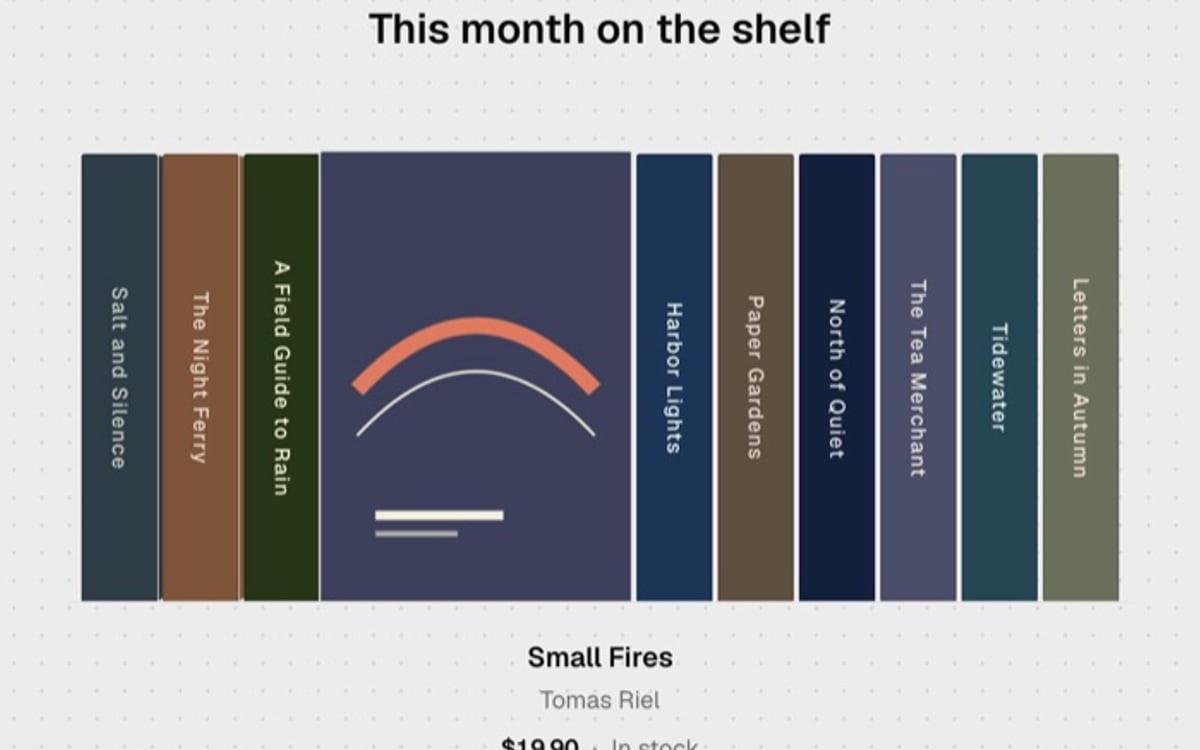 This month on the shelf
Salt and Silence
The Night Ferry
A Field Guide to Rain
Harbor Lights
Paper Gardens
North of Quiet
The Tea Merchant
Tidewater
Letters in Autumn
Small Fires
Tomas Riel
$19.90 · In stock